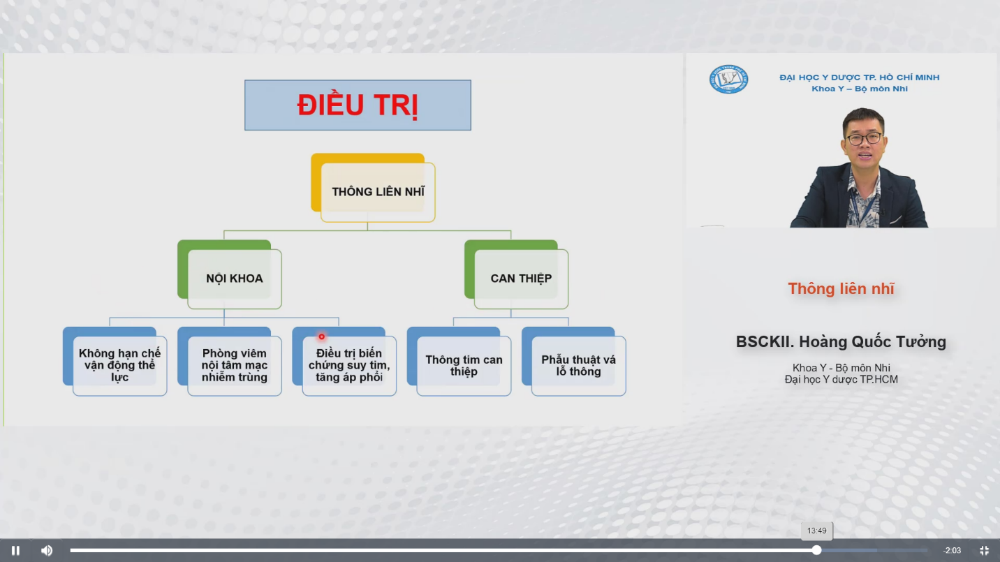 ĐIỀU TRỊ
THÔNG LIÊN NHĨ
NỘI KHOA
CAN THIỆP
Không hạn chế
vận động thể
lực
Phòng viêm
nội tâm mạc
nhiễm trùng
Điều trị biến
chứng suy tim,
tăng áp phổi
Thông tim can
thiệp
Phẫu thuật vá
lỗ thông
ĐẠI HỌC Y DƯỢC TP. HỒ CHÍ MINH
Khoa Y – Bộ môn Nhi
Thông liên nhĩ
BSCKII. Hoàng Quốc Tưởng
Khoa Y - Bộ môn Nhi
Đại học Y dược TP.HCM
13:49
-2:03